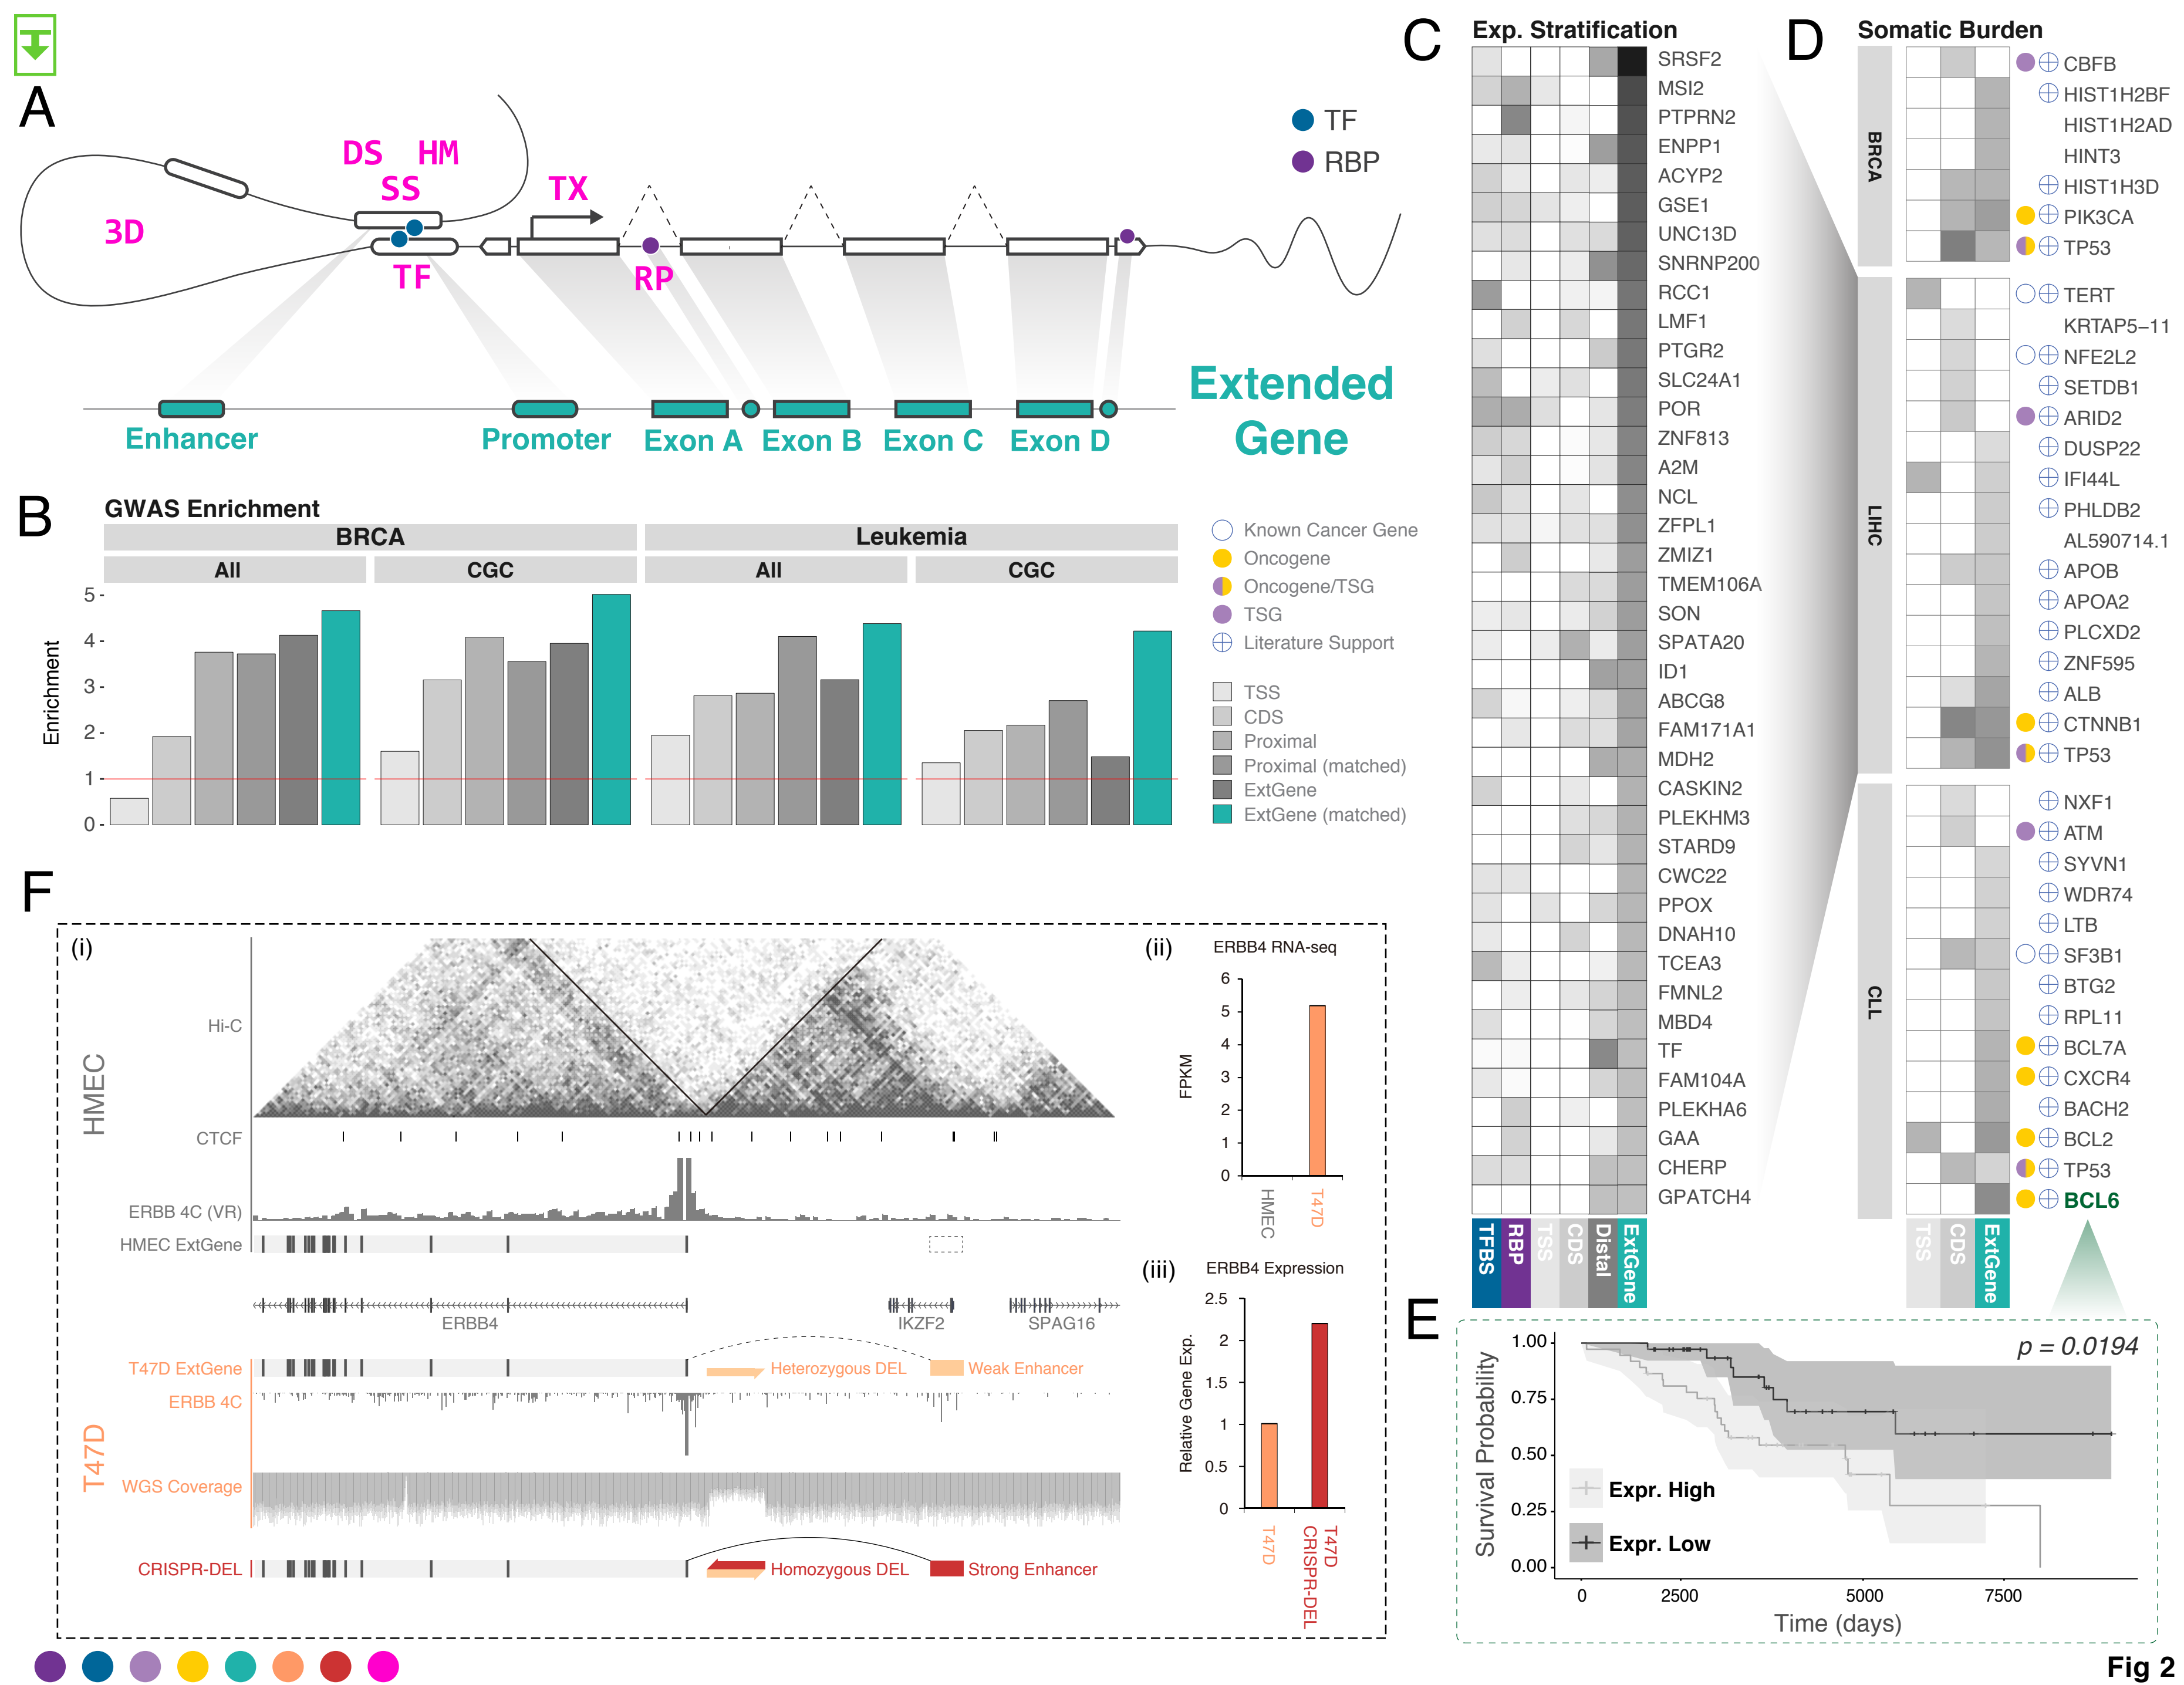 A
DS HM
SS
TX
3D
TF
RP
TF
RBP
Extended
Gene
Enhancer
Promoter
Exon A
Exon B
Exon C
Exon D
B
GWAS Enrichment
BRCA
Leukemia
All
CGC
All
CGC
Enrichment
5
4
3
2
1
0
Known Cancer Gene
Oncogene
Oncogene/TSG
TSG
Literature Support
TSS
CDS
Proximal
Proximal (matched)
ExtGene
ExtGene (matched)
C
Exp. Stratification
SRSF2
MSI2
PTPRN2
ENPP1
ACYP2
GSE1
UNC13D
SNRNP200
RCC1
LMF1
PTGR2
SLC24A1
POR
ZNF813
A2M
NCL
ZFPL1
ZMIZ1
TMEM106A
SON
SPATA20
ID1
ABCG8
FAM171A1
MDH2
CASKIN2
PLEKHM3
STARD9
CWC22
PPOX
DNAH10
TCEA3
FMNL2
MBD4
TF
FAM104A
PLEKHA6
GAA
CHERP
GPATCH4
TFBS
RBP
TSS
CDS
Distal
ExtGene
D
Somatic Burden
BRCA
CBFB
HIST1H2BF
HIST1H2AD
HINT3
HIST1H3D
PIK3CA
TP53
LIHC
TERT
KRTAP5−11
NFE2L2
SETDB1
ARID2
DUSP22
IFI44L
PHLDB2
AL590714.1
APOB
APOA2
PLCXD2
ZNF595
ALB
CTNNB1
TP53
CLL
NXF1
ATM
SYVN1
WDR74
LTB
SF3B1
BTG2
RPL11
BCL7A
CXCR4
BACH2
BCL2
TP53
BCL6
TSS
CDS
ExtGene
E
p = 0.0194
Survival Probability
1.00
0.75
0.50
0.25
0.00
Expr. High
Expr. Low
0
2500
5000
7500
Time (days)
F
(i)
HMEC
Hi-C
CTCF
ERBB 4C (VR)
HMEC ExtGene
ERBB4
IKZF2
SPAG16
T47D
T47D ExtGene
Heterozygous DEL
Weak Enhancer
ERBB 4C
WGS Coverage
CRISPR-DEL
Homozygous DEL
Strong Enhancer
(ii)
ERBB4 RNA-seq
FPKM
6
5
4
3
2
1
0
HMEC
T47D
(iii)
ERBB4 Expression
Relative Gene Exp.
2.5
2
1.5
1
0.5
0
T47D
T47D
CRISPR-DEL
Fig 2